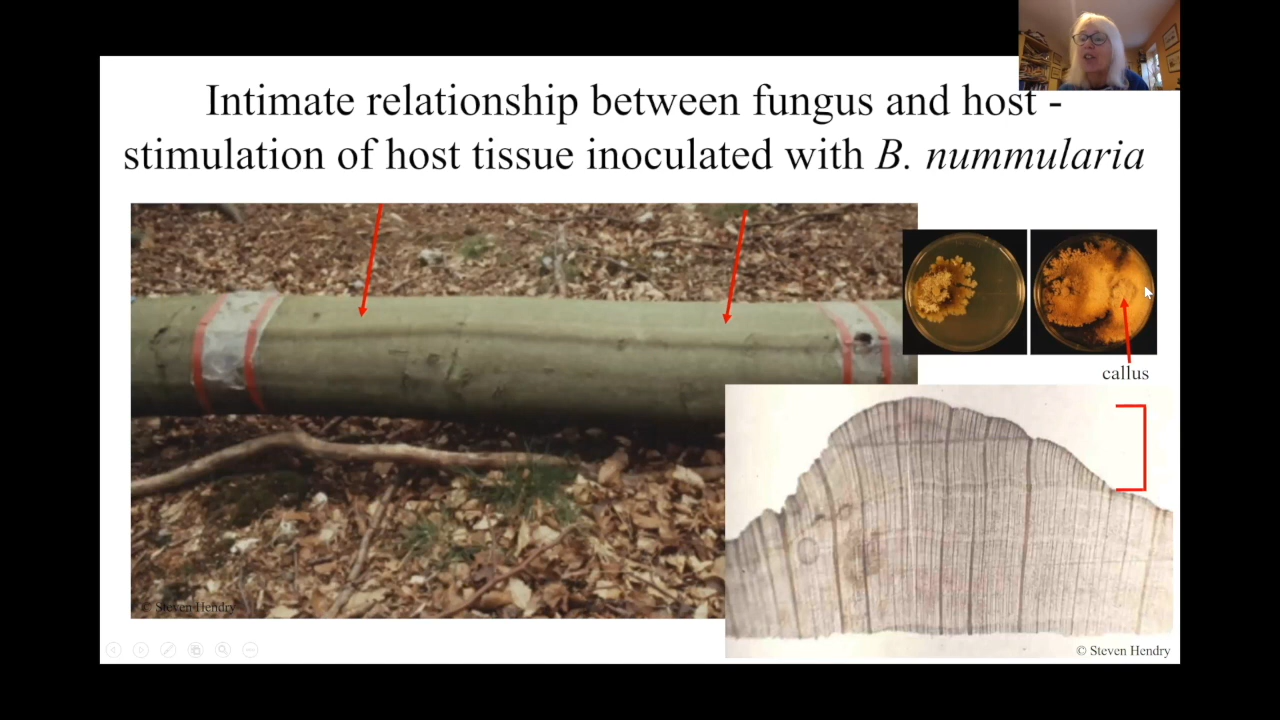 Intimate relationship between fungus and host -
stimulation of host tissue inoculated with B. nummularia
callus
© Steven Hendry
© Steven Hendry